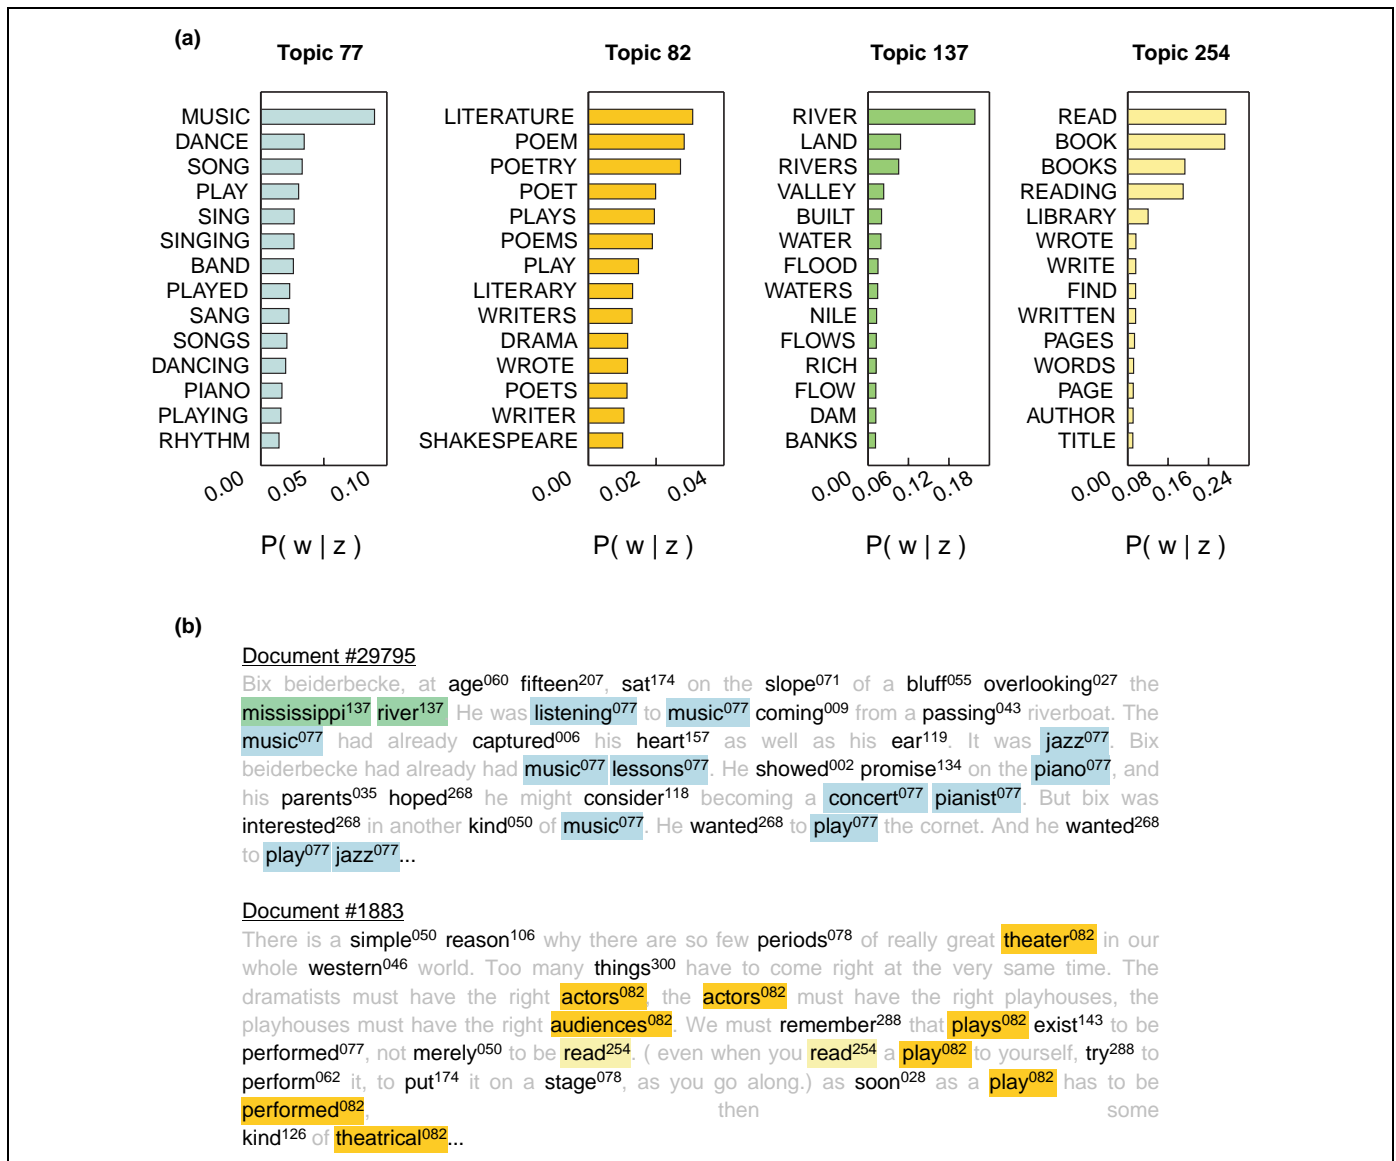 (a)
Topic 77
MUSIC
DANCE
SONG
PLAY
SING
SINGING
BAND
PLAYED
SANG
SONGS
DANCING
PIANO
PLAYING
RHYTHM
0.00 0.05 0.10
P( w | z )
Topic 82
LITERATURE
POEM
POETRY
POET
PLAYS
POEMS
PLAY
LITERARY
WRITERS
DRAMA
WROTE
POETS
WRITER
SHAKESPEARE
0.00 0.02 0.04
P( w | z )
Topic 137
RIVER
LAND
RIVERS
VALLEY
BUILT
WATER
FLOOD
WATERS
NILE
FLOWS
RICH
FLOW
DAM
BANKS
0.00 0.06 0.12 0.18
P( w | z )
Topic 254
READ
BOOK
BOOKS
READING
LIBRARY
WROTE
WRITE
FIND
WRITTEN
PAGES
WORDS
PAGE
AUTHOR
TITLE
0.00 0.08 0.16 0.24
P( w | z )
(b)
Document #29795
Bix beiderbecke, at age060 fifteen207, sat174 on the slope071 of a bluff055 overlooking027 the
mississippi137 river137 He was listening077 to music077 coming009 from a passing043 riverboat. The
music077 had already captured006 his heart157 as well as his ear119. It was jazz077. Bix
beiderbecke had already had music077 lessons077. He showed002 promise134 on the piano077, and
his parents035 hoped268 he might consider118 becoming a concert077 pianist077. But bix was
interested268 in another kind050 of music077. He wanted268 to play077 the cornet. And he wanted268
to play077 jazz077...
Document #1883
There is a simple050 reason106 why there are so few periods078 of really great theater082 in our
whole western046 world. Too many things300 have to come right at the very same time. The
dramatists must have the right actors082, the actors082 must have the right playhouses, the
playhouses must have the right audiences082. We must remember288 that plays082 exist143 to be
performed077, not merely050 to be read254. ( even when you read254 a play082 to yourself, try288 to
perform062 it, to put174 it on a stage078, as you go along.) as soon028 as a play082 has to be
performed082, then some
kind126 of theatrical082...